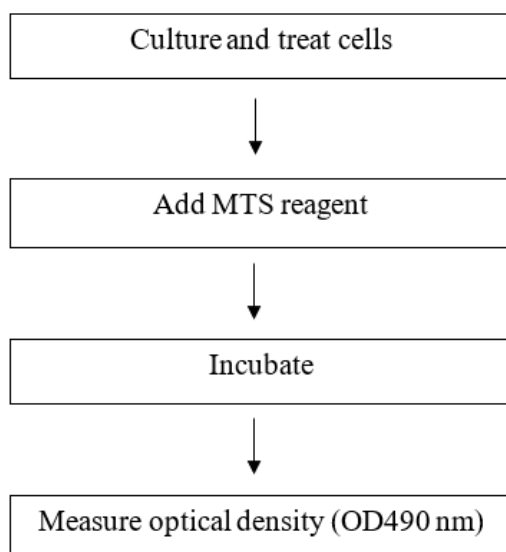 Culture and treat cells
Add MTS reagent
Incubate
Measure optical density (OD490 nm)